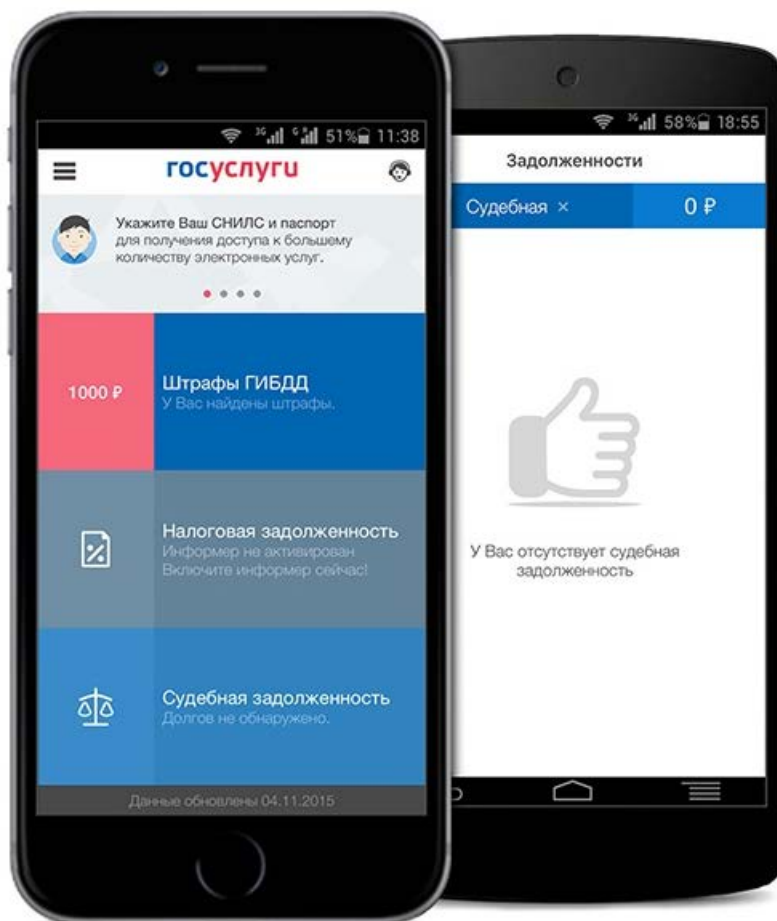 3G G 51% 11:38
госуслуги
Укажите Ваш СНИЛС и паспорт
для получения доступа к большему
количеству электронных услуг.
1000 ₽
Штрафы ГИБДД
У Вас найдены штрафы.
Налоговая задолженность
Информер не активирован
Включите информер сейчас!
Судебная задолженность
Долгов не обнаружено.
Данные обновлены 04.11.2015
3G 58% 18:55
Задолженности
Судебная × 0 ₽
У Вас отсутствует судебная
задолженность